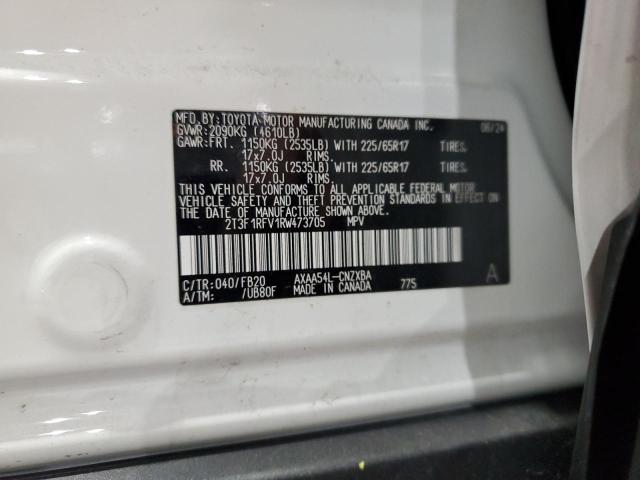 MFD. BY: TOYOTA MOTOR MANUFACTURING CANADA INC. 06/24
GVWR: 2090KG (4610LB)
GAWR: FRT. 1150KG (2535LB) WITH 225/65R17 TIRES.
17x7.0J RIMS.
RR. 1150KG (2535LB) WITH 225/65R17 TIRES.
17x7.0J RIMS.
THIS VEHICLE CONFORMS TO ALL APPLICABLE FEDERAL MOTOR
VEHICLE SAFETY AND THEFT PREVENTION STANDARDS IN EFFECT ON
THE DATE OF MANUFACTURE SHOWN ABOVE.
2T3F1RFV1RW473705 MPV
C/TR: 040/FB20 AXAA54L-CNZXBA
A/TM: /UB80F MADE IN CANADA 775 A